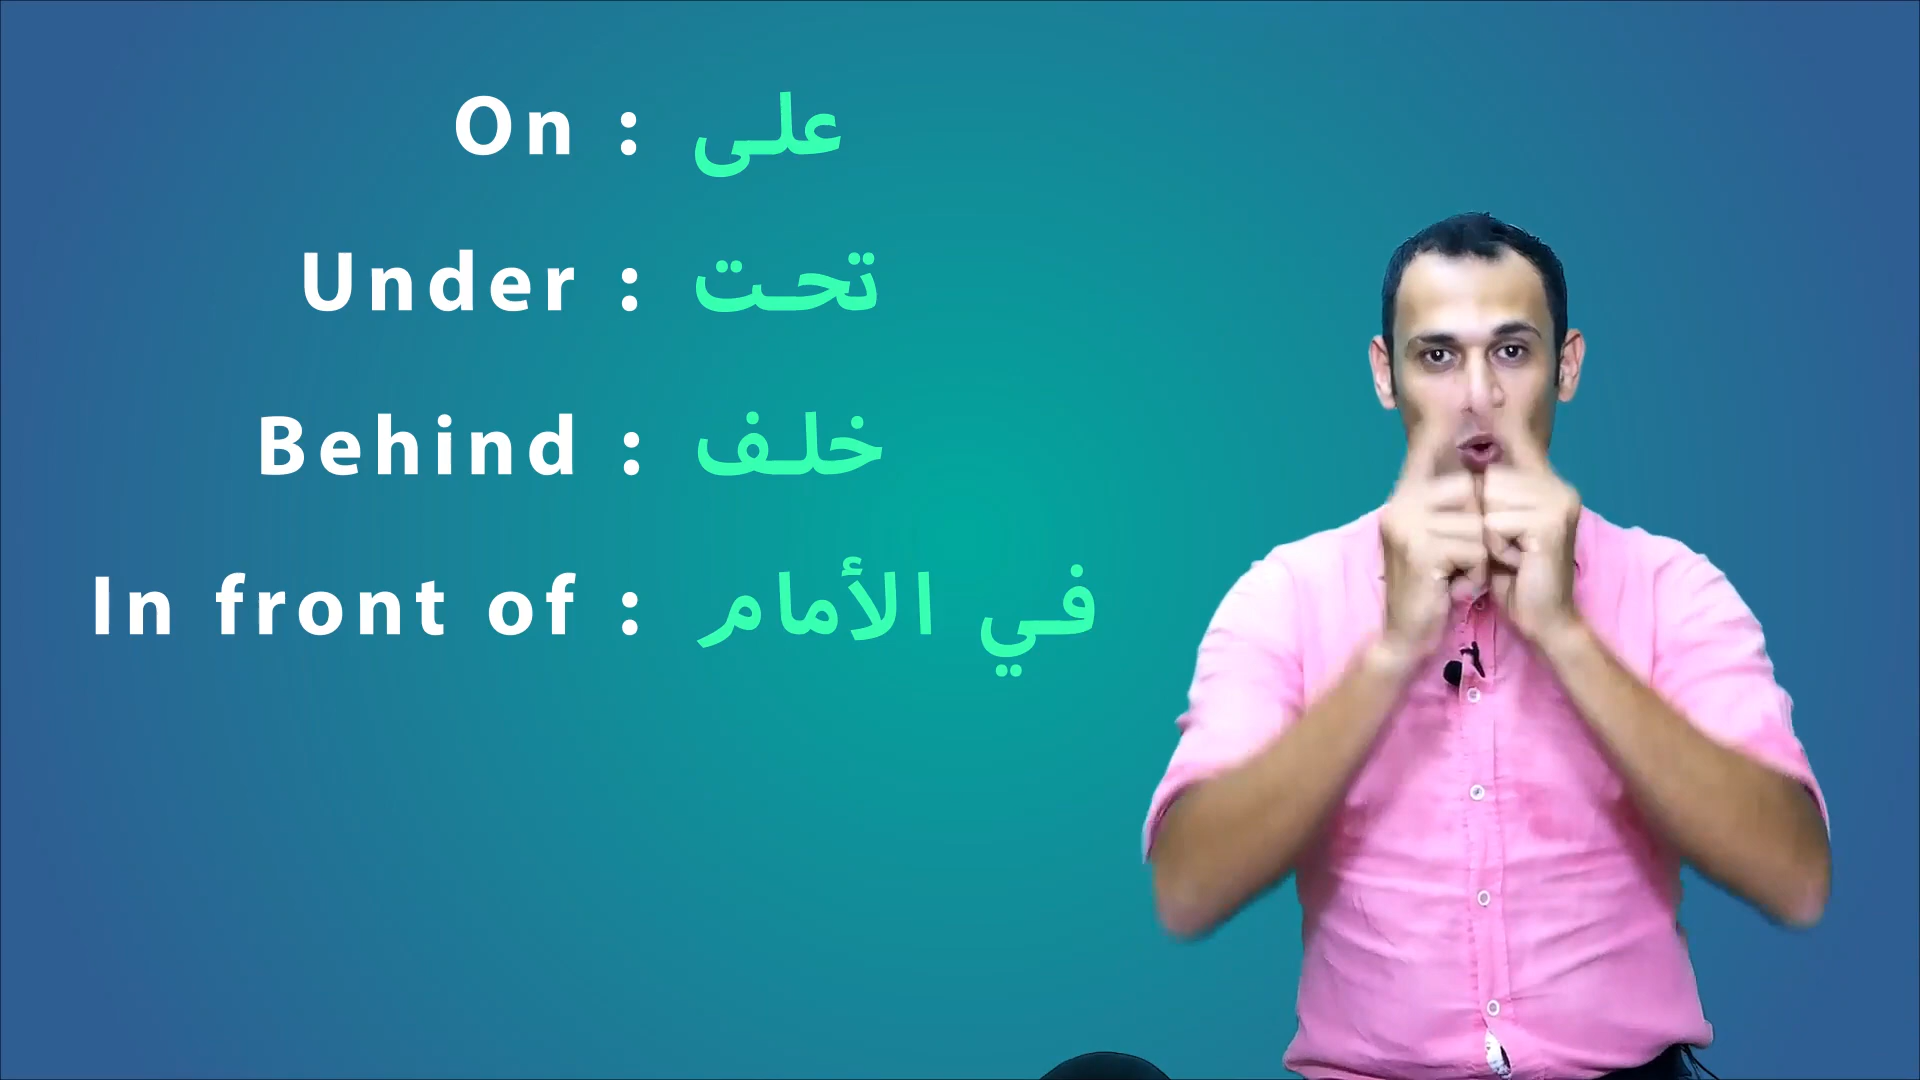 On : على
Under : تحت
Behind : خلف
In front of : في الأمام